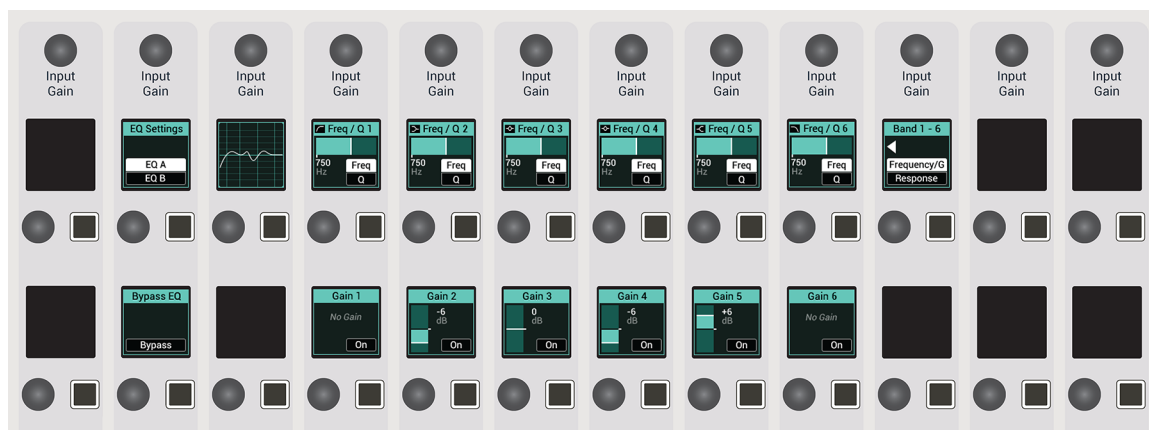 Input Input Input Input Input Input Input Input Input Input Input Input
Gain Gain Gain Gain Gain Gain Gain Gain Gain Gain Gain Gain
EQ Settings Freq / Q 1 Freq / Q 2 Freq / Q 3 Freq / Q 4 Freq / Q 5 Freq / Q 6 Band 1 - 6
EQ A 750 Freq 750 Freq 750 Freq 750 Freq 750 Freq 750 Freq Frequency/G
EQ B Hz Q Hz Q Hz Q Hz Q Hz Q Hz Q Response
Bypass EQ Gain 1 Gain 2 Gain 3 Gain 4 Gain 5 Gain 6
No Gain -6 0 -6 +6 No Gain
dB dB dB dB
Bypass On On On On On On